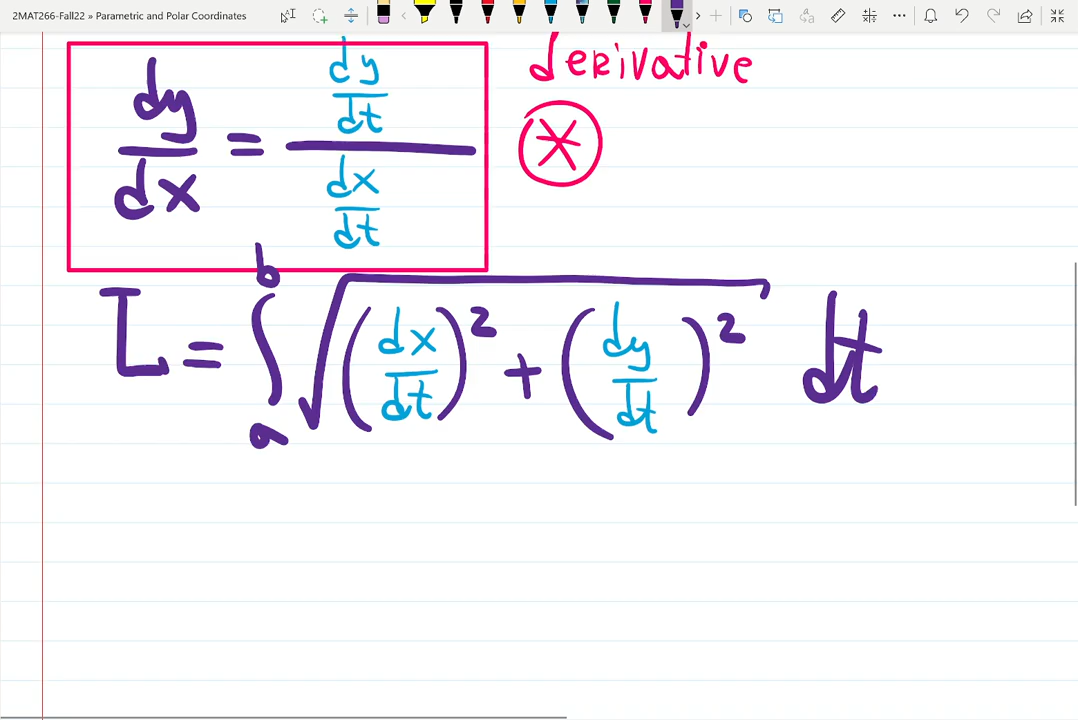 2MAT266-Fall22 » Parametric and Polar Coordinates
derivative
dy/dx = (dy/dt)/(dx/dt)
L = ∫_a^b √((dx/dt)² + (dy/dt)²) dt